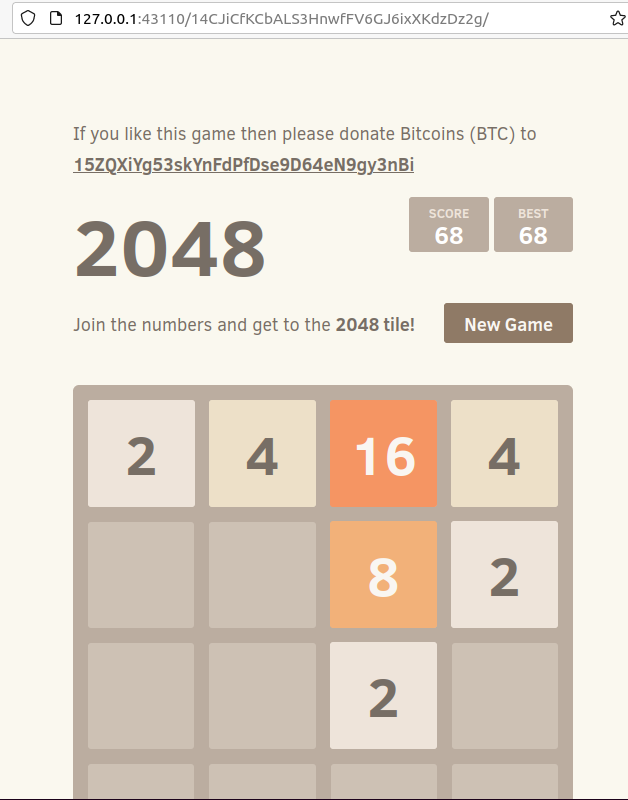 127.0.0.1:43110/14CJiCfKCbALS3HnwfFV6GJ6ixXKdzDz2g/
If you like this game then please donate Bitcoins (BTC) to
15ZQXiYg53skYnFdPfDse9D64eN9gy3nBi
2048
SCORE BEST
68 68
Join the numbers and get to the 2048 tile!
New Game
2 4 16 4
8 2
2